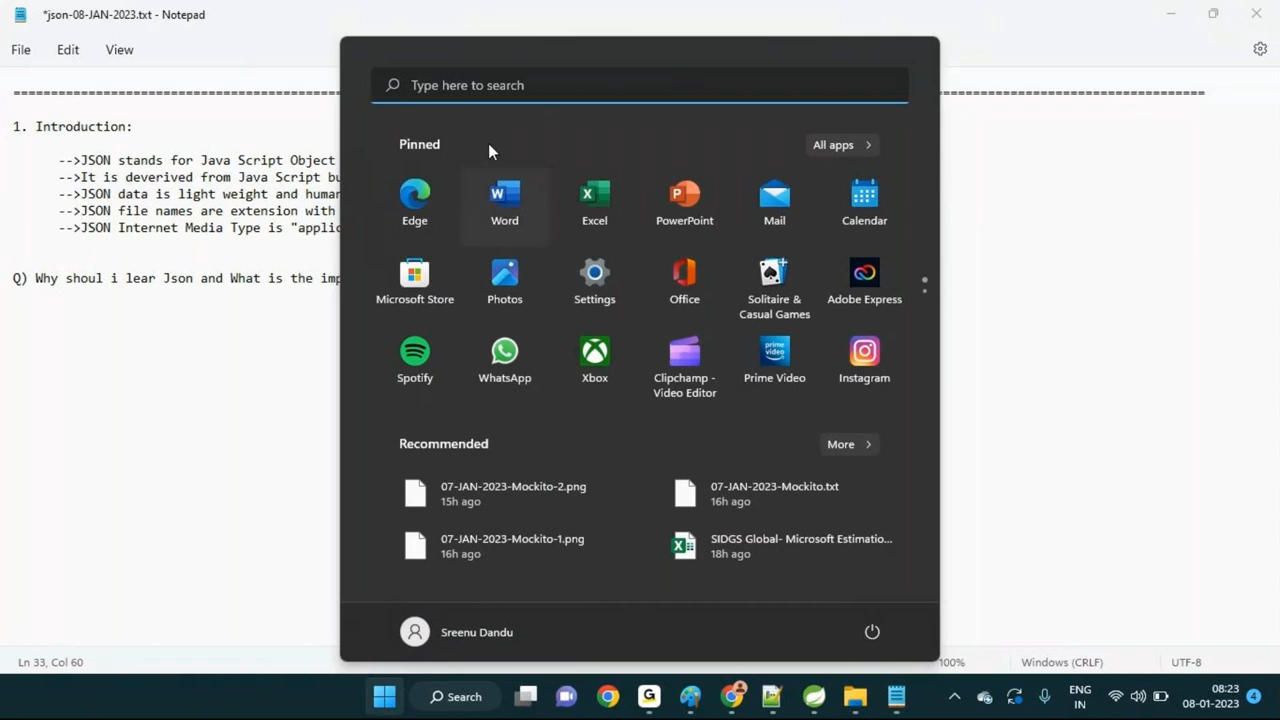 *json-08-JAN-2023.txt - Notepad
File Edit View
================================================================================
1. Introduction:
-->JSON stands for Java Script Object
-->It is deverived from Java Script bu
-->JSON data is light weight and human
-->JSON file names are extension with
-->JSON Internet Media Type is "applic
Q) Why shoul i lear Json and What is the imp
Type here to search
Pinned
All apps >
Edge
Word
Excel
PowerPoint
Mail
Calendar
Microsoft Store
Photos
Settings
Office
Solitaire &
Casual Games
Adobe Express
Spotify
WhatsApp
Xbox
Clipchamp -
Video Editor
prime video
Prime Video
Instagram
Recommended
More >
07-JAN-2023-Mockito-2.png
15h ago
07-JAN-2023-Mockito.txt
16h ago
07-JAN-2023-Mockito-1.png
16h ago
SIDGS Global- Microsoft Estimatio...
18h ago
Sreenu Dandu
Ln 33, Col 60
100%
Windows (CRLF)
UTF-8
Search
ENG
IN
08:23
08-01-2023
4